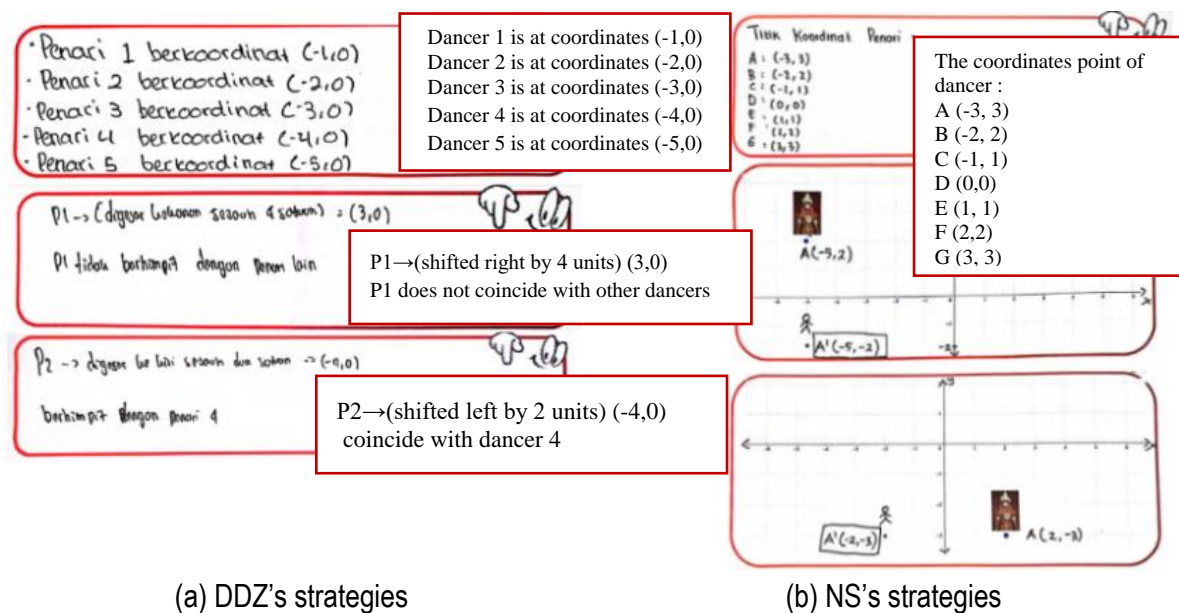 · Penari 1 berkoordinat (-1,0)
· Penari 2 berkoordinat (-2,0)
· Penari 3 berkoordinat (-3,0)
· Penari 4 berkoordinat (-4,0)
· Penari 5 berkoordinat (-5,0)
Dancer 1 is at coordinates (-1,0)
Dancer 2 is at coordinates (-2,0)
Dancer 3 is at coordinates (-3,0)
Dancer 4 is at coordinates (-4,0)
Dancer 5 is at coordinates (-5,0)
P1 → (digeser sesauh 4 satuan) = (3,0)
P1 tidak berhimpit dengan penari lain
P1→(shifted right by 4 units) (3,0)
P1 does not coincide with other dancers
P2 → digeser ke kiri sesauh dua satuan → (-4,0)
berhimpit dengan penari 4
P2→(shifted left by 2 units) (-4,0)
coincide with dancer 4
(a) DDZ's strategies
Titik Koordinat Penari
A : (-3, 3)
B : (-2, 2)
C : (-1, 1)
D : (0,0)
E : (1,1)
F : (2,2)
G : (3,3)
The coordinates point of
dancer :
A (-3, 3)
B (-2, 2)
C (-1, 1)
D (0,0)
E (1, 1)
F (2,2)
G (3, 3)
A(-5,2)
x
A'(-5,-2)
-2
y
A'(-2,-3)
A(2,-3)
(b) NS's strategies